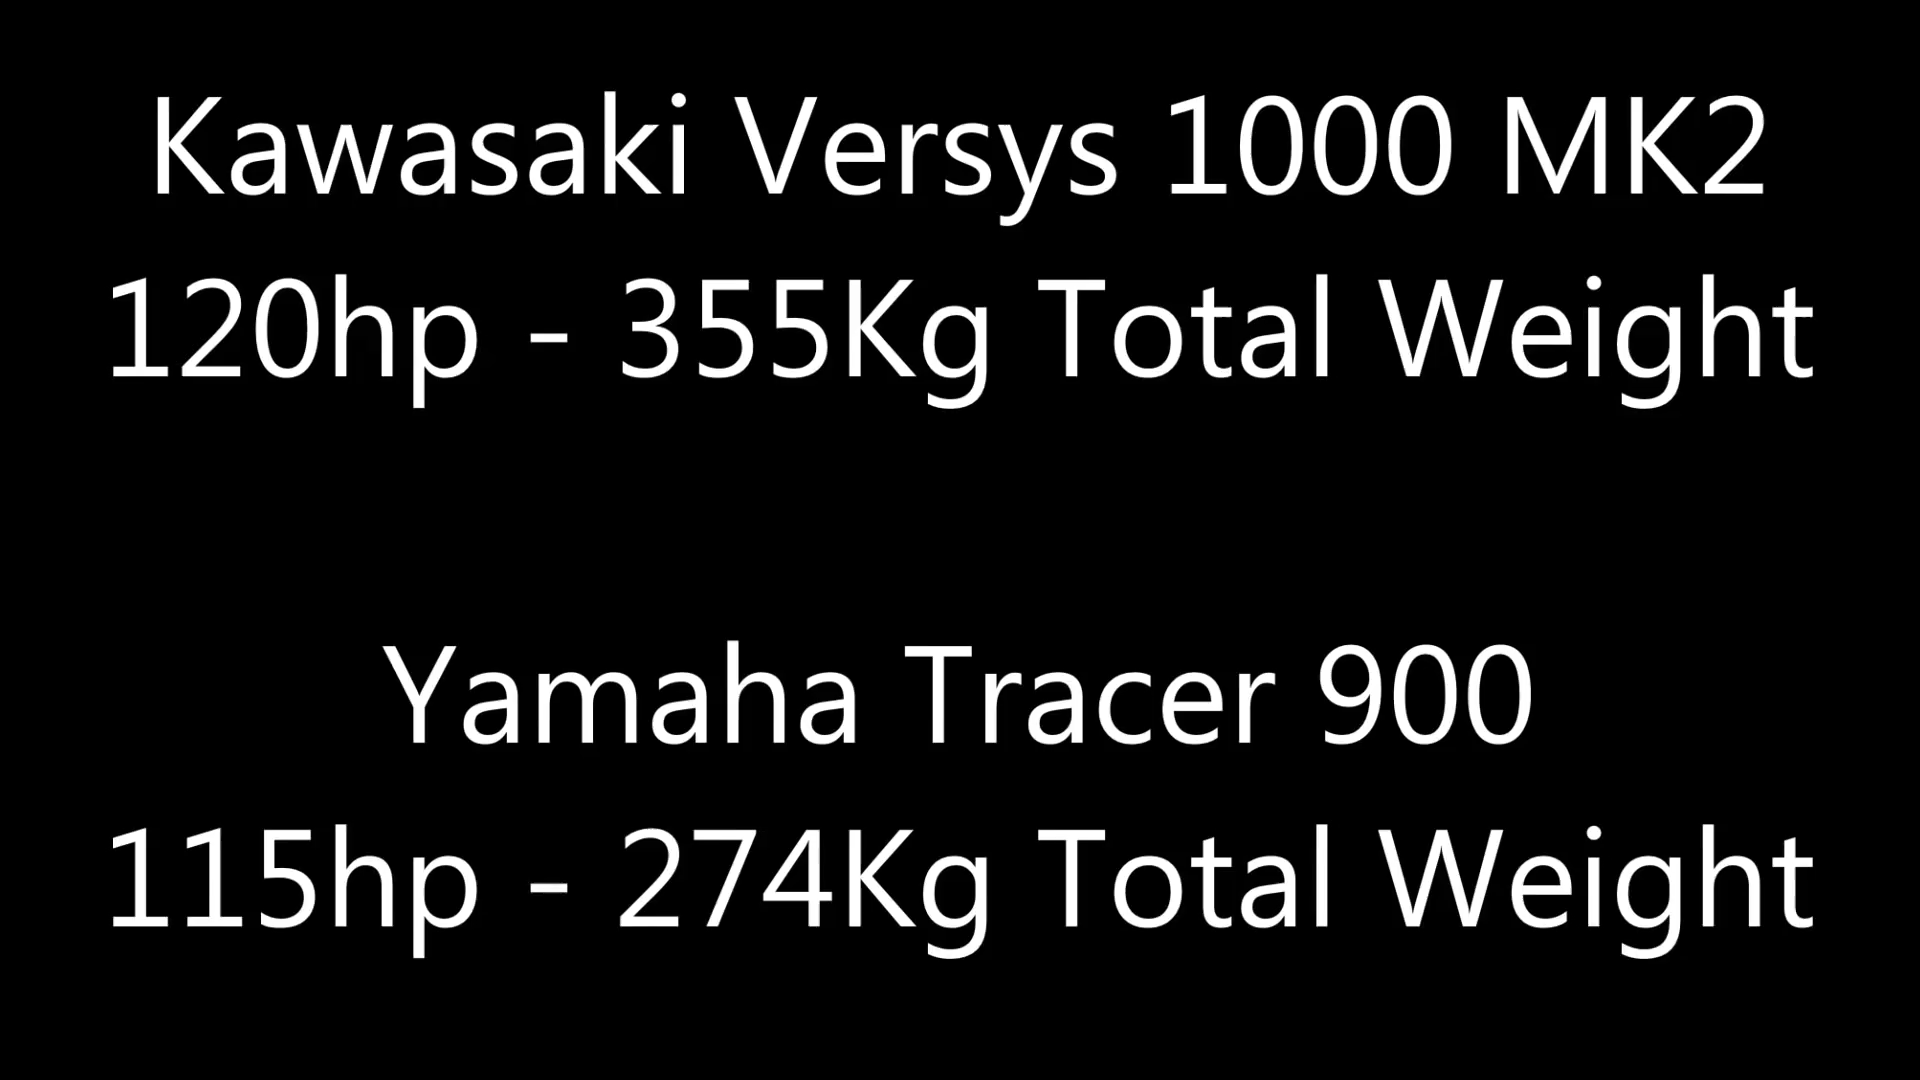 Kawasaki Versys 1000 MK2
120hp - 355Kg Total Weight
Yamaha Tracer 900
115hp - 274Kg Total Weight